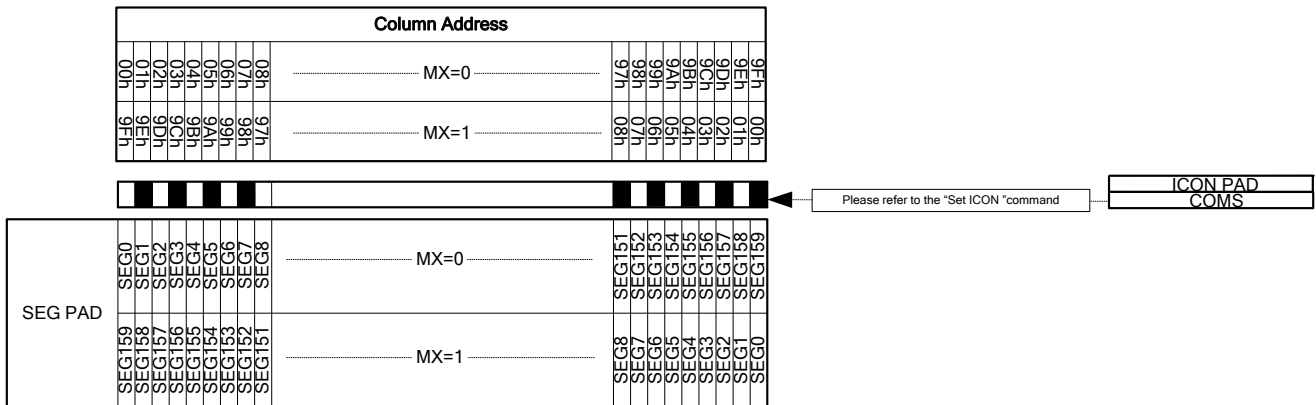 Column Address
00h 01h 02h 03h 04h 05h 06h 07h 08h MX=0 97h 98h 99h 9Ah 9Bh 9Ch 9Dh 9Eh 9Fh
9Fh 9Eh 9Dh 9Ch 9Bh 9Ah 99h 98h 97h MX=1 08h 07h 06h 05h 04h 03h 02h 01h 00h
Please refer to the "Set ICON "command
ICON PAD
COMS
SEG PAD
SEG0 SEG1 SEG2 SEG3 SEG4 SEG5 SEG6 SEG7 SEG8 MX=0 SEG151 SEG152 SEG153 SEG154 SEG155 SEG156 SEG157 SEG158 SEG159
SEG159 SEG158 SEG157 SEG156 SEG155 SEG154 SEG153 SEG152 SEG151 MX=1 SEG8 SEG7 SEG6 SEG5 SEG4 SEG3 SEG2 SEG1 SEG0